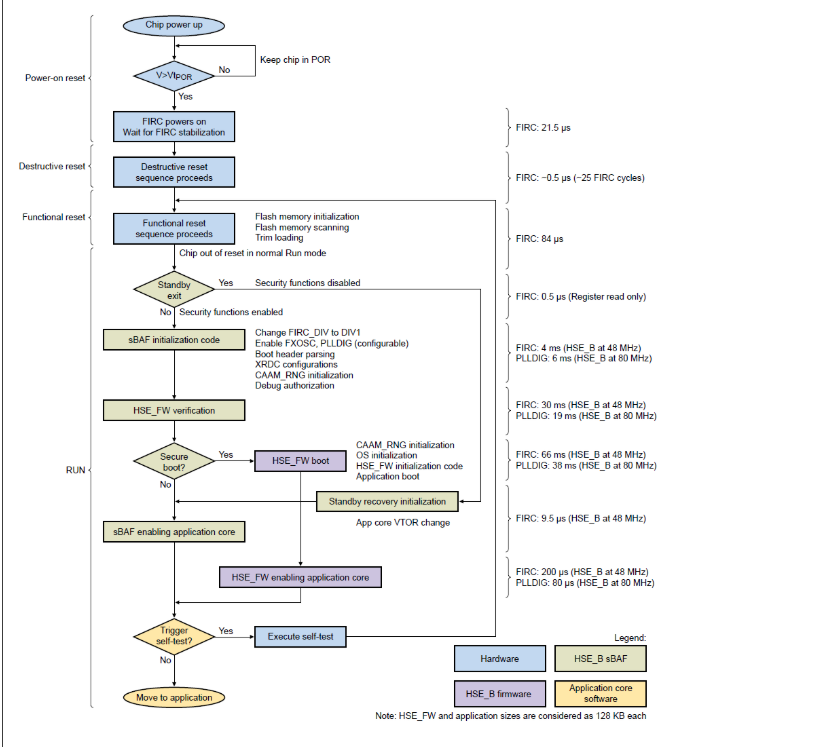 Chip power up
Keep chip in POR
V>VtPOR
No
Power-on reset
Yes
FIRC powers on
Wait for FIRC stabilization
FIRC: 21.5 µs
Destructive reset
Destructive reset
sequence proceeds
FIRC: ~0.5 µs (~25 FIRC cycles)
Functional reset
Functional reset
sequence proceeds
Flash memory initialization
Flash memory scanning
Trim loading
FIRC: 84 µs
Chip out of reset in normal Run mode
Standby
exit
Yes
Security functions disabled
FIRC: 0.5 µs (Register read only)
No
Security functions enabled
sBAF initialization code
Change FIRC_DIV to DIV1
Enable FXOSC, PLLDIG (configurable)
Boot header parsing
XRDC configurations
CAAM_RNG initialization
Debug authorization
FIRC: 4 ms (HSE_B at 48 MHz)
PLLDIG: 6 ms (HSE_B at 80 MHz)
HSE_FW verification
FIRC: 30 ms (HSE_B at 48 MHz)
PLLDIG: 19 ms (HSE_B at 80 MHz)
RUN
Secure
boot?
Yes
HSE_FW boot
CAAM_RNG initialization
OS initialization
HSE_FW initialization code
Application boot
FIRC: 66 ms (HSE_B at 48 MHz)
PLLDIG: 38 ms (HSE_B at 80 MHz)
No
Standby recovery initialization
App core VTOR change
FIRC: 9.5 µs (HSE_B at 48 MHz)
sBAF enabling application core
HSE_FW enabling application core
FIRC: 200 µs (HSE_B at 48 MHz)
PLLDIG: 80 µs (HSE_B at 80 MHz)
Trigger
self-test?
Yes
Execute self-test
No
Move to application
Legend:
Hardware
HSE_B sBAF
HSE_B firmware
Application core
software
Note: HSE_FW and application sizes are considered as 128 KB each